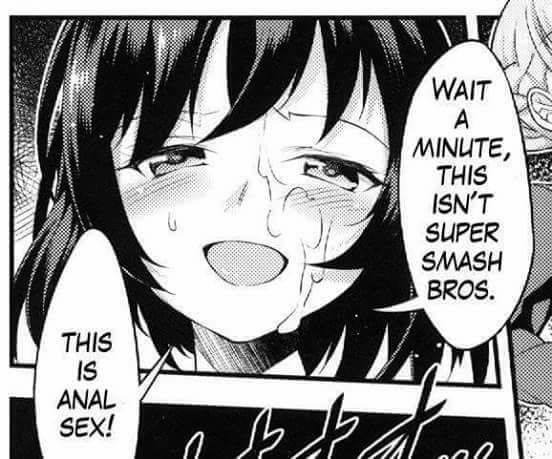 WAIT
A
MINUTE,
THIS
ISN'T
SUPER
SMASH
BROS.
THIS
IS
ANAL
SEX!